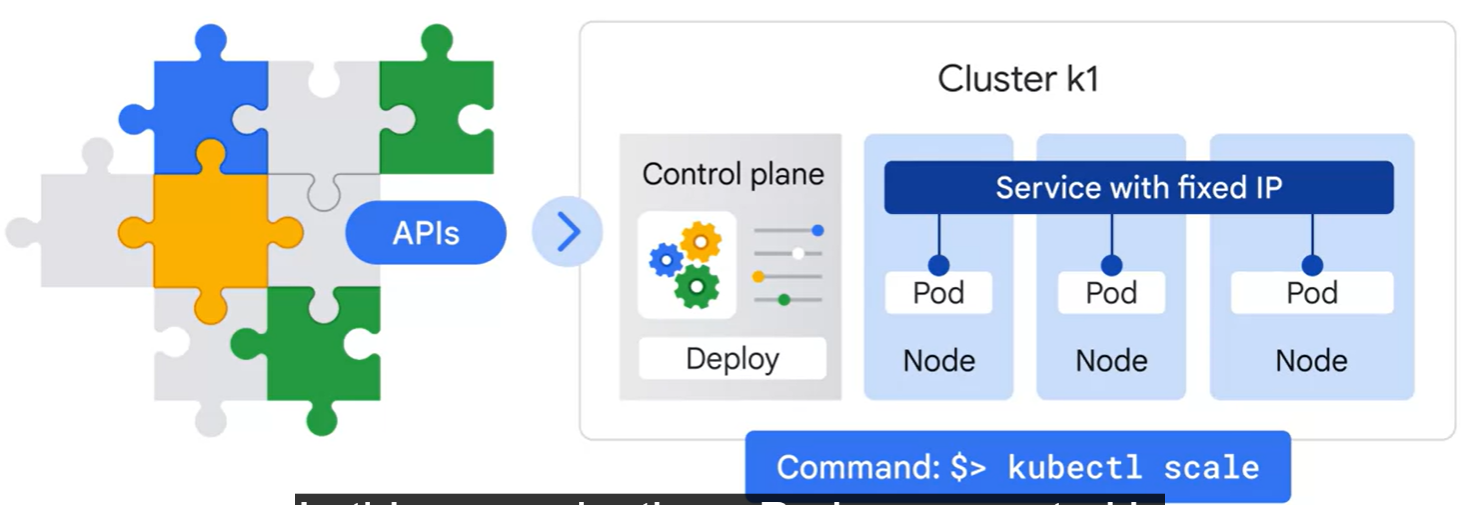 Cluster k1
Control plane
Service with fixed IP
APIs
Pod
Pod
Pod
Deploy
Node
Node
Node
Command: $> kubectl scale